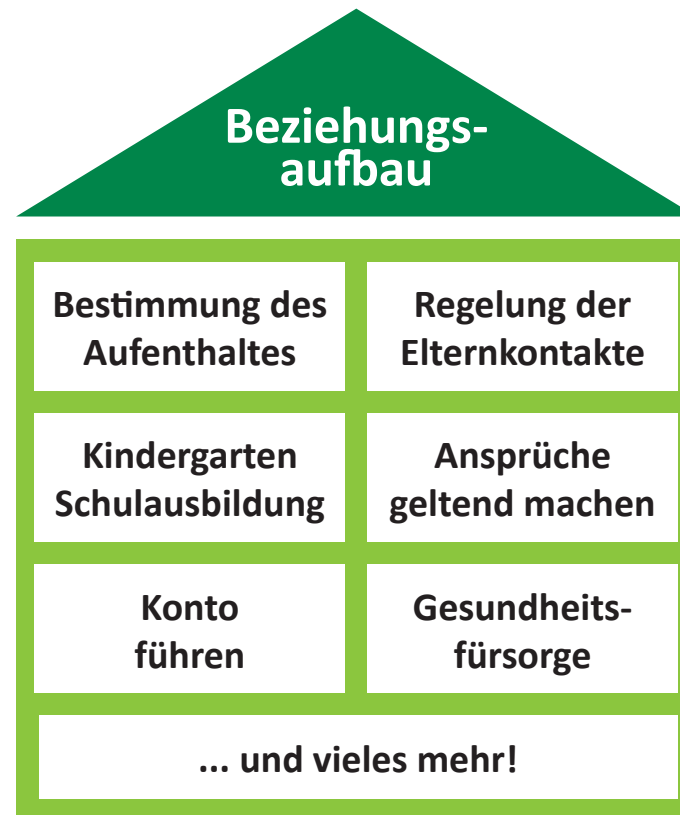 Beziehungs-
aufbau
Bestimmung des
Aufenthaltes
Regelung der
Elternkontakte
Kindergarten
Schulausbildung
Ansprüche
geltend machen
Konto
führen
Gesundheits-
fürsorge
... und vieles mehr!